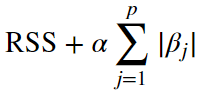 RSS + α ∑_{j=1}^{p} |β_j|